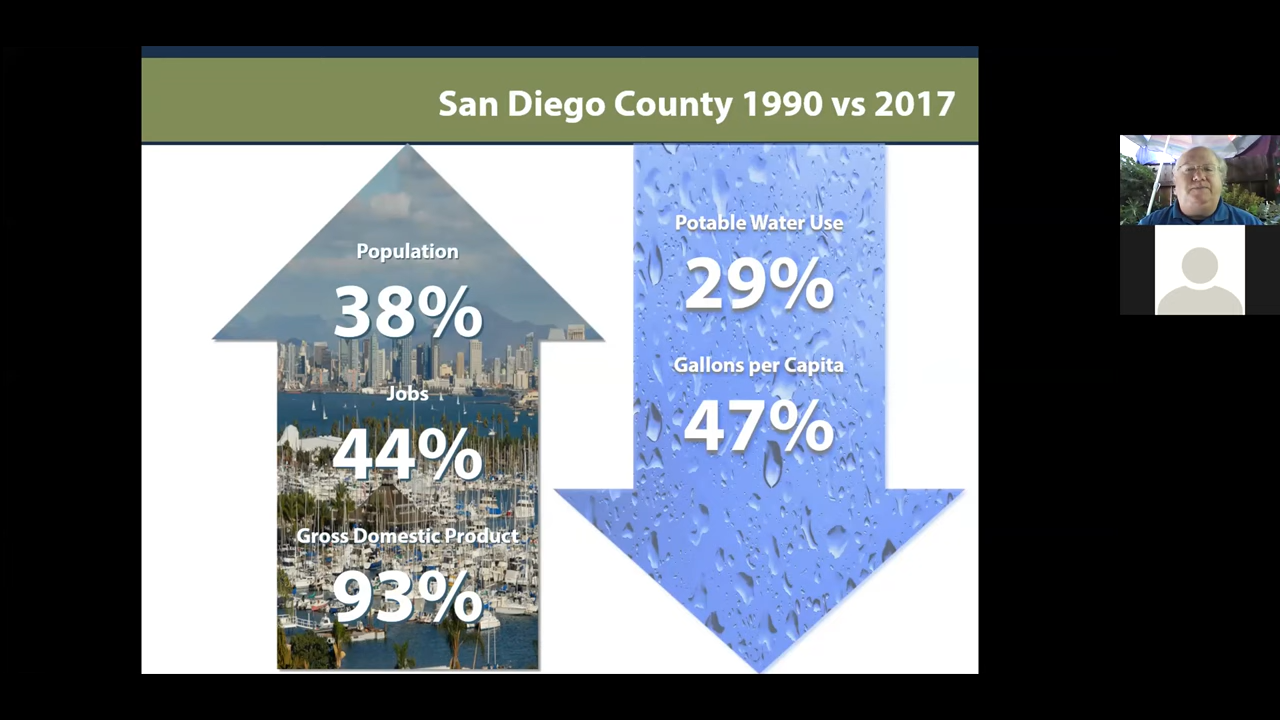 San Diego County 1990 vs 2017
Population
38%
Jobs
44%
Gross Domestic Product
93%
Potable Water Use
29%
Gallons per Capita
47%